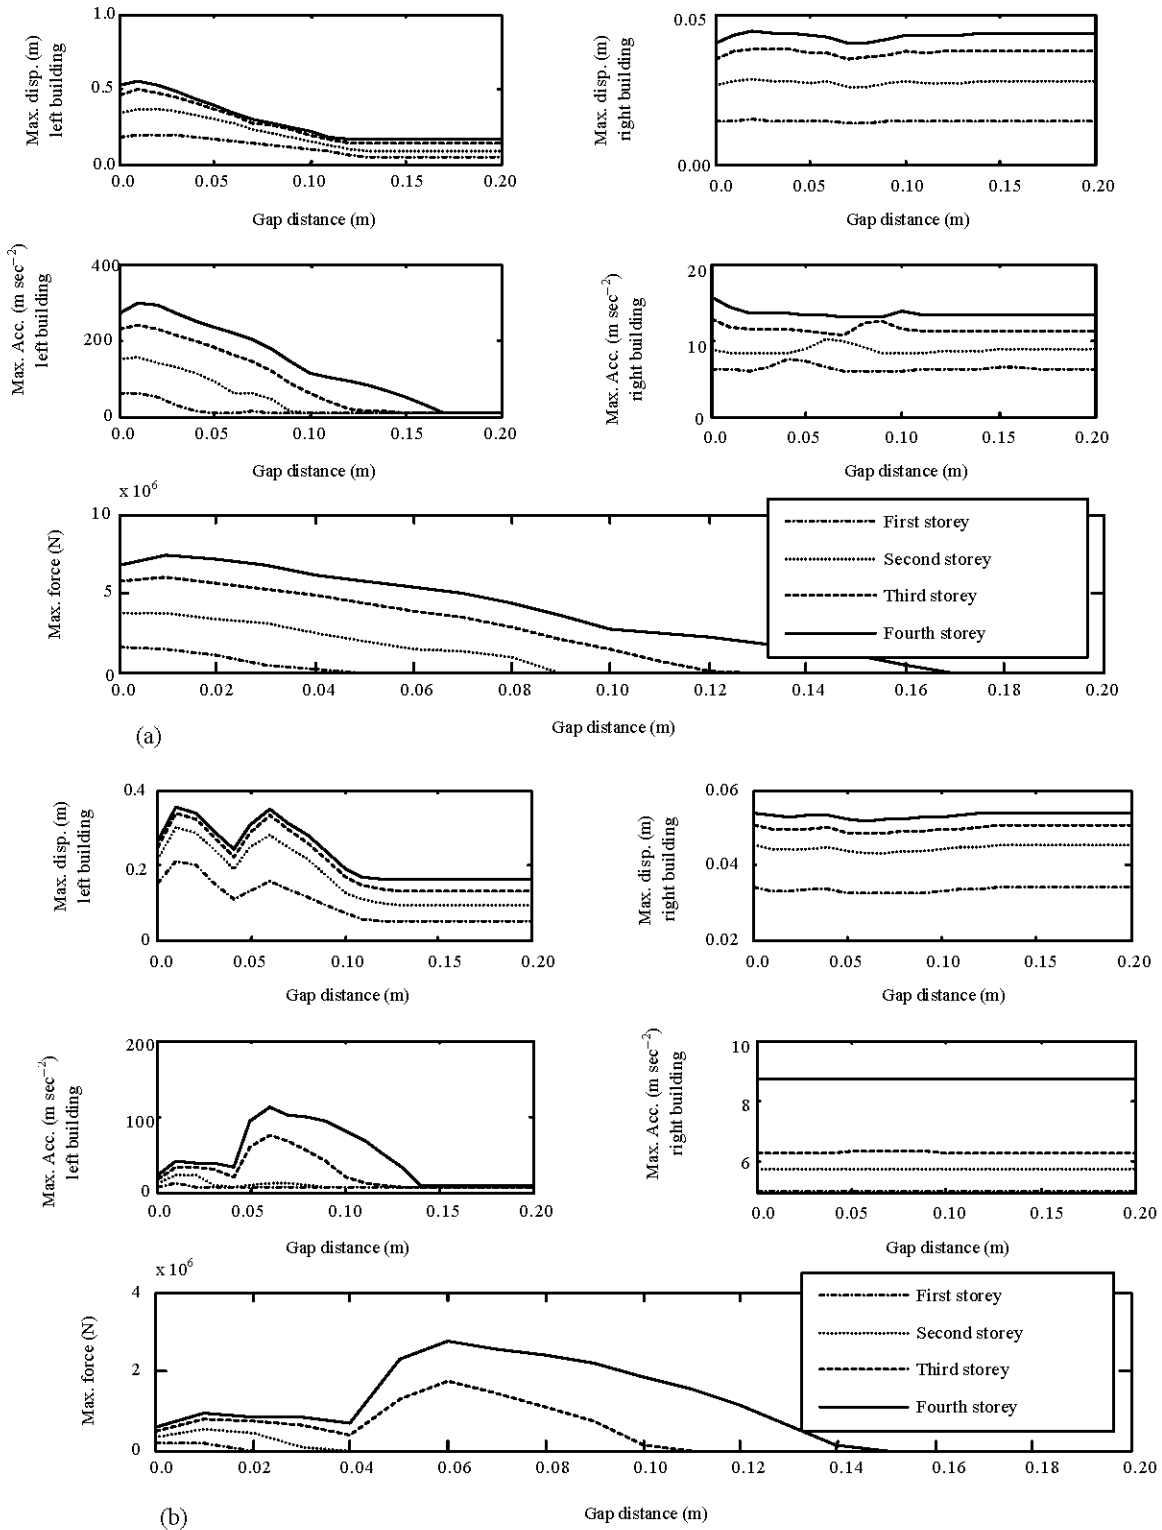 1.0
0.5
0.0
Max. disp. (m)
left building
0.0 0.05 0.10 0.15 0.20
Gap distance (m)
0.05
0.00
Max. disp. (m)
right building
0.0 0.05 0.10 0.15 0.20
Gap distance (m)
400
200
0
Max. Acc. (m sec−2)
left building
0.0 0.05 0.10 0.15 0.20
Gap distance (m)
20
10
0
Max. Acc. (m sec−2)
right building
0.0 0.05 0.10 0.15 0.20
Gap distance (m)
x 10^6
10
5
0
Max. force (N)
First storey
Second storey
Third storey
Fourth storey
0.0 0.02 0.04 0.06 0.08 0.10 0.12 0.14 0.16 0.18 0.20
Gap distance (m)
(a)
0.4
0.2
0
Max. disp. (m)
left building
0.0 0.05 0.10 0.15 0.20
Gap distance (m)
0.06
0.04
0.02
Max. disp. (m)
right building
0.0 0.05 0.10 0.15 0.20
Gap distance (m)
200
100
0
Max. Acc. (m sec−2)
left building
0.0 0.05 0.10 0.15 0.20
Gap distance (m)
10
8
6
Max. Acc. (m sec−2)
right building
0.0 0.05 0.10 0.15 0.20
Gap distance (m)
x 10^6
4
2
0
Max. force (N)
First storey
Second storey
Third storey
Fourth storey
0.0 0.02 0.04 0.06 0.08 0.10 0.12 0.14 0.16 0.18 0.20
Gap distance (m)
(b)